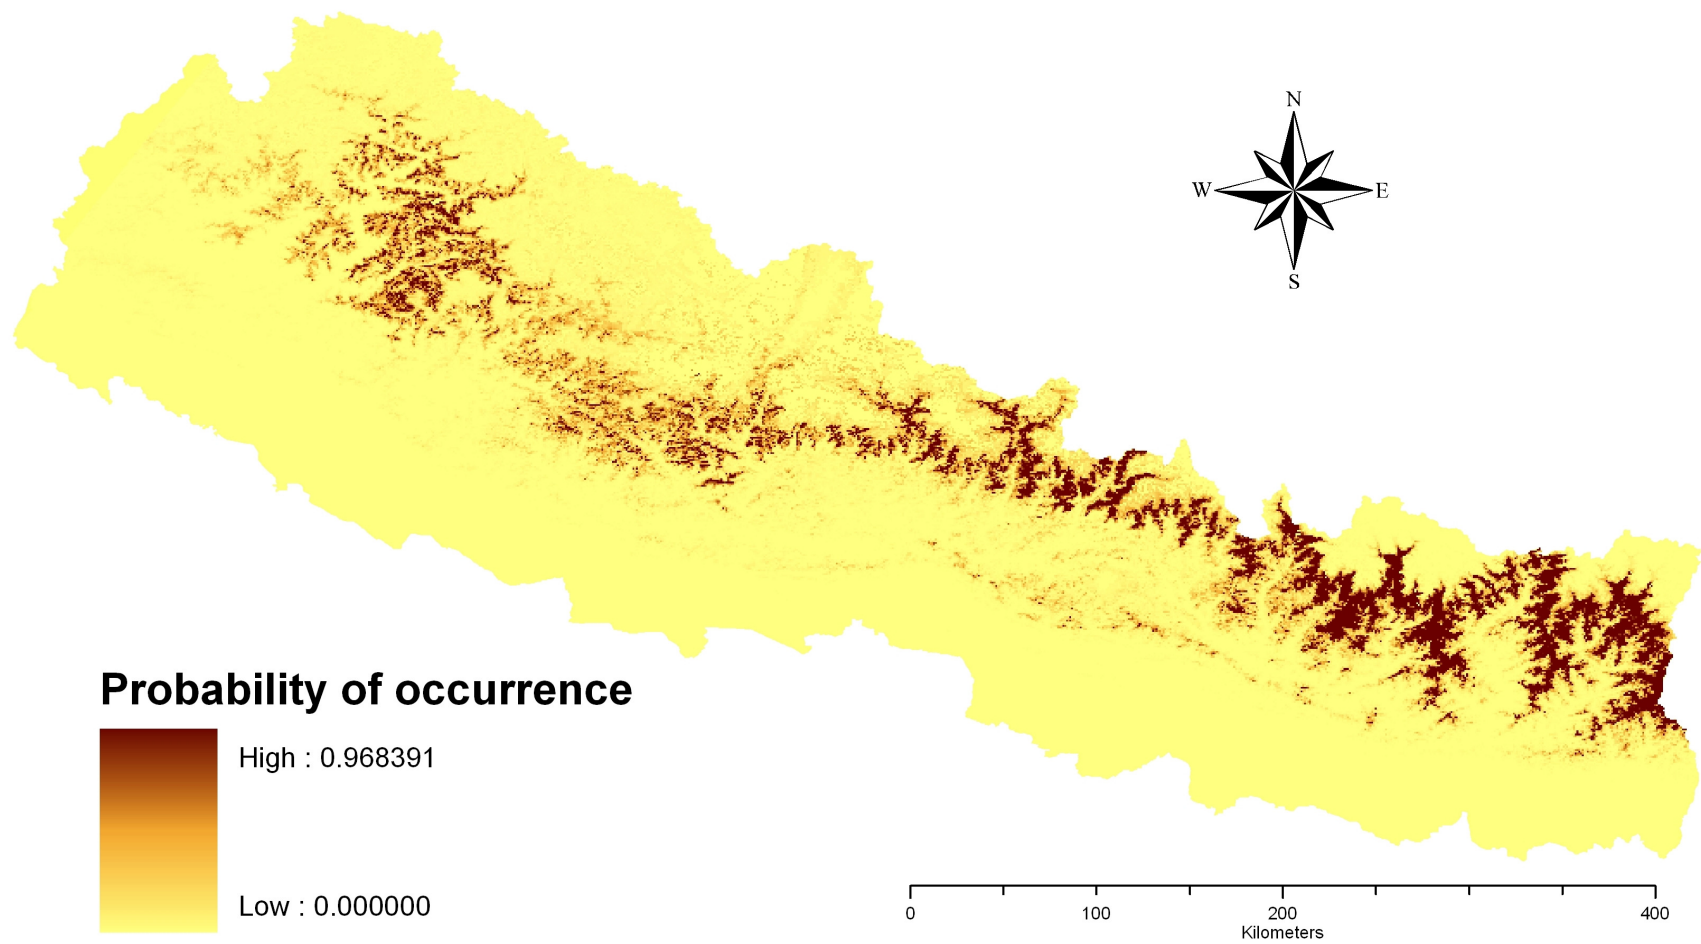 N
W E
S
Probability of occurrence
High : 0.968391
Low : 0.000000
0 100 200 400
Kilometers